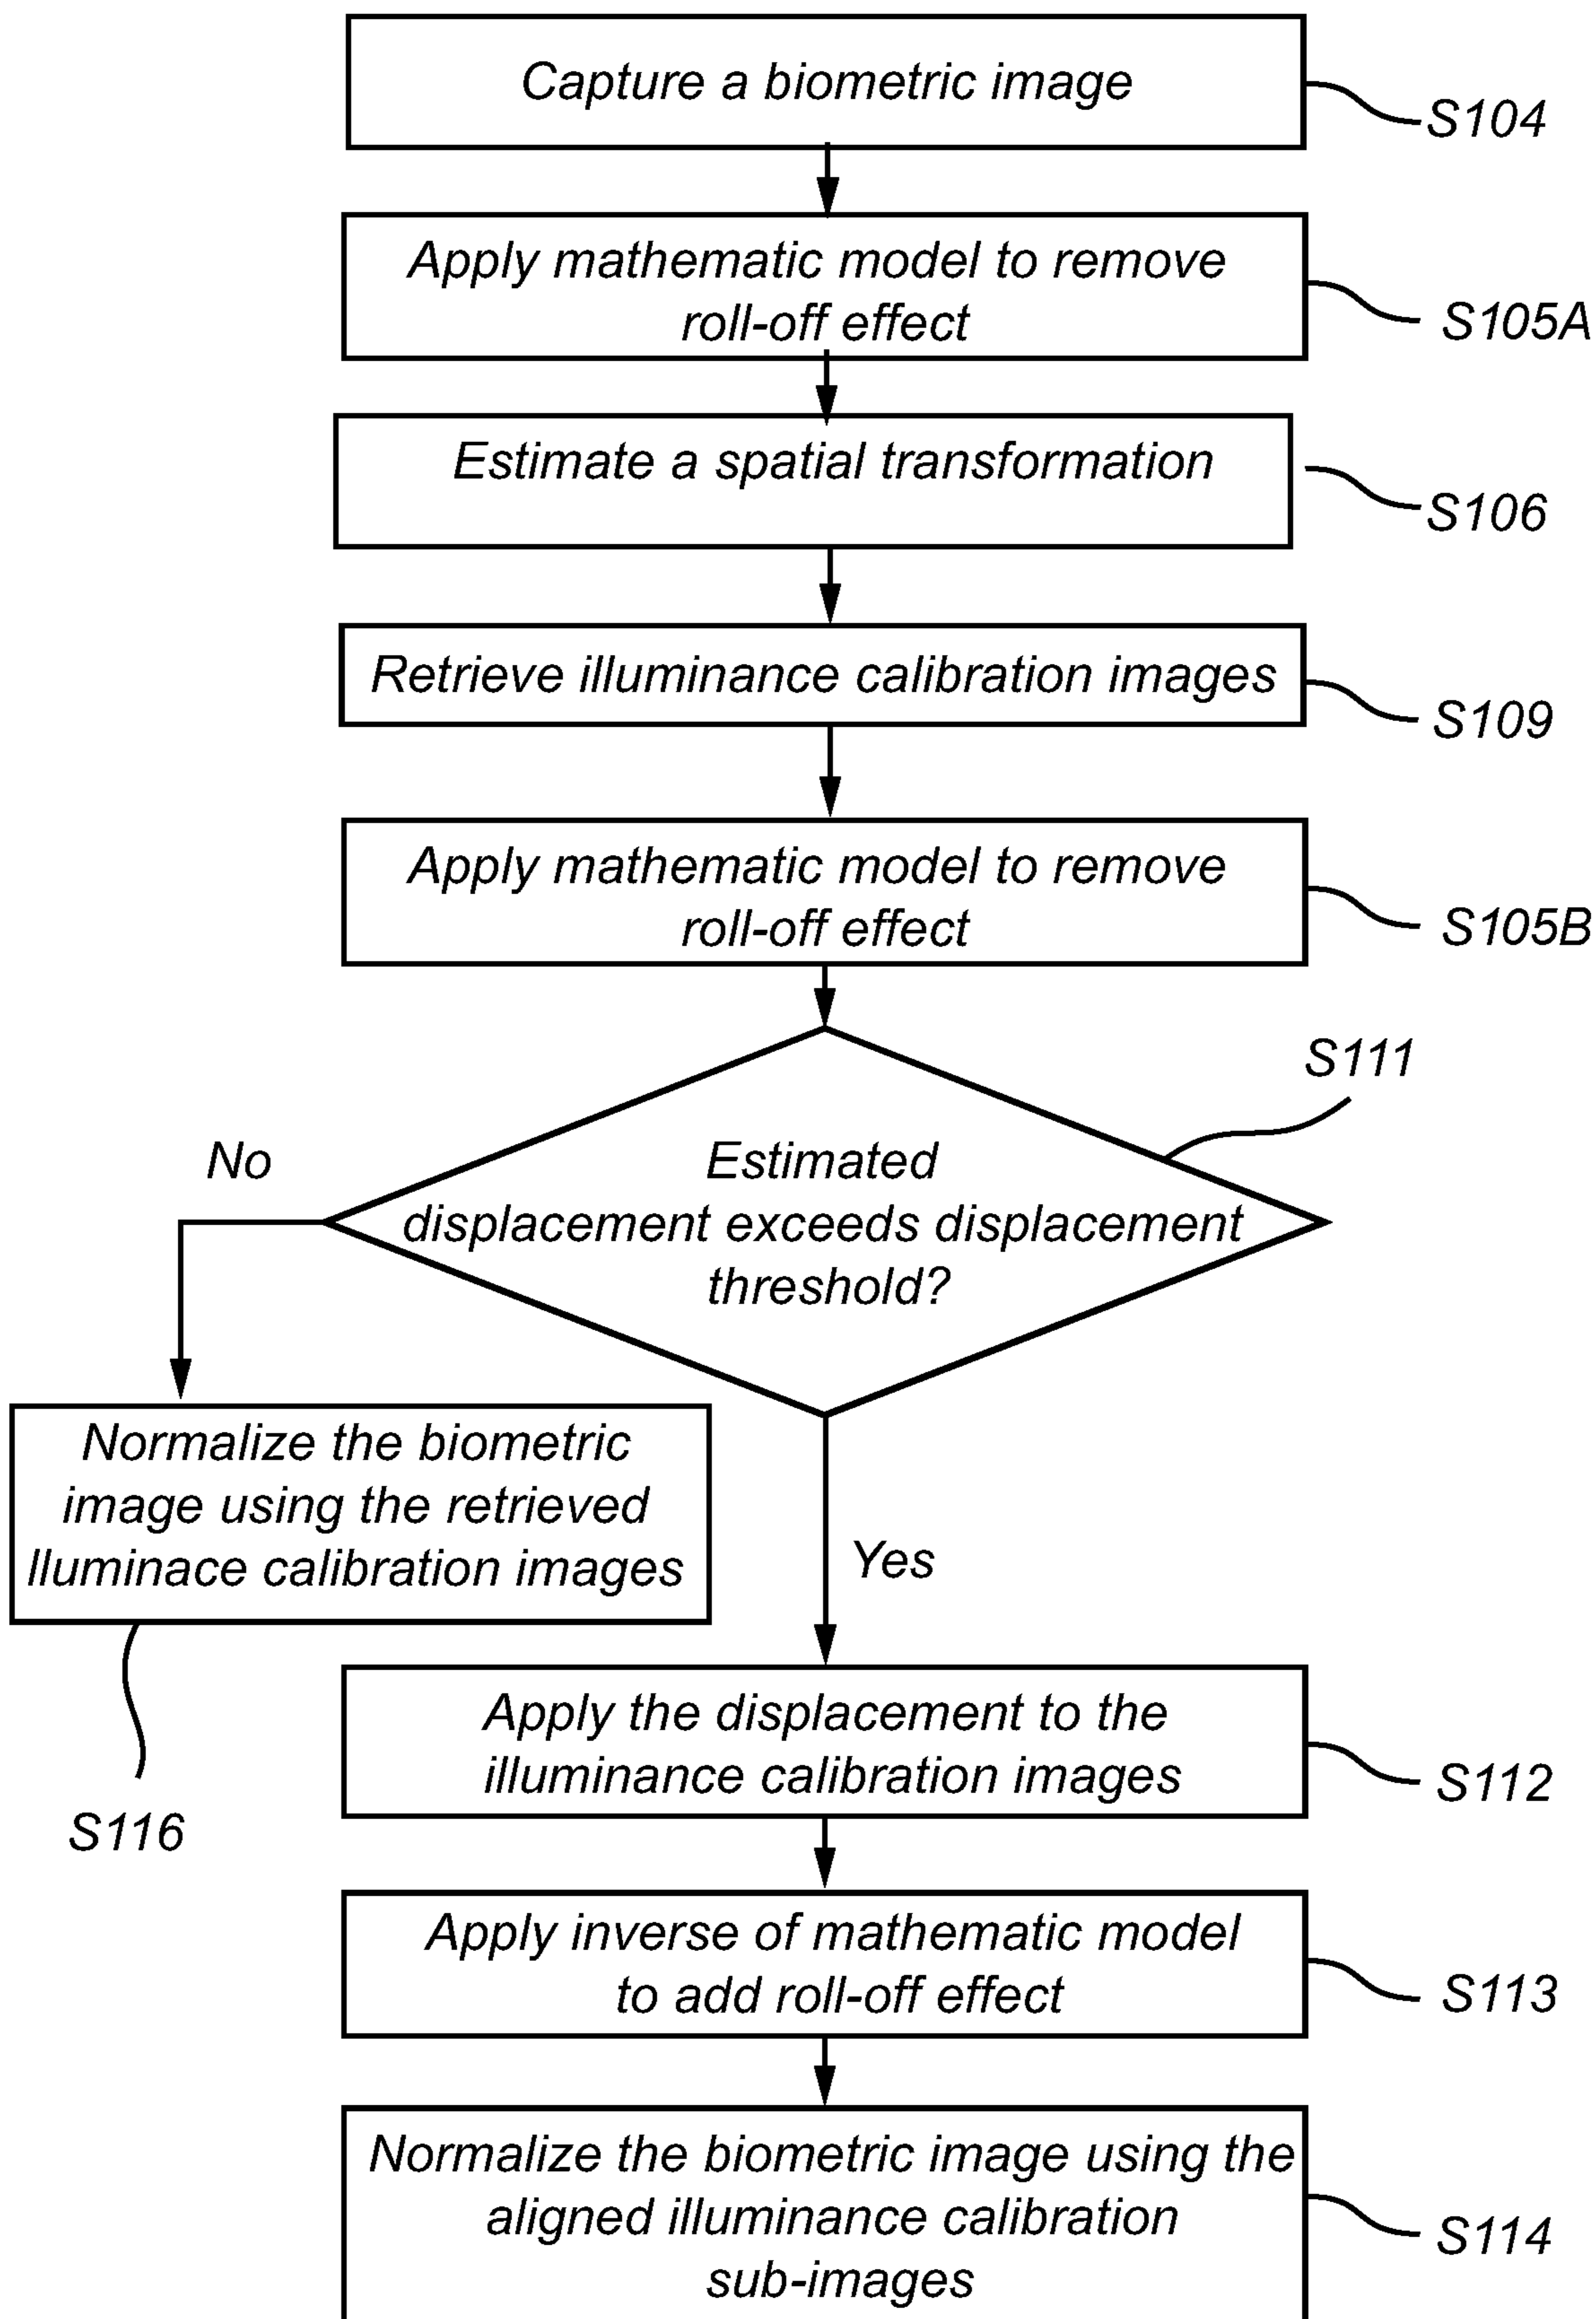 Capture a biometric image
S104
Apply mathematic model to remove
roll-off effect
S105A
Estimate a spatial transformation
S106
Retrieve illuminance calibration images
S109
Apply mathematic model to remove
roll-off effect
S105B
S111
No
Estimated
displacement exceeds displacement
threshold?
Normalize the biometric
image using the retrieved
Iluminace calibration images
S116
Yes
Apply the displacement to the
illuminance calibration images
S112
Apply inverse of mathematic model
to add roll-off effect
S113
Normalize the biometric image using the
aligned illuminance calibration
sub-images
S114